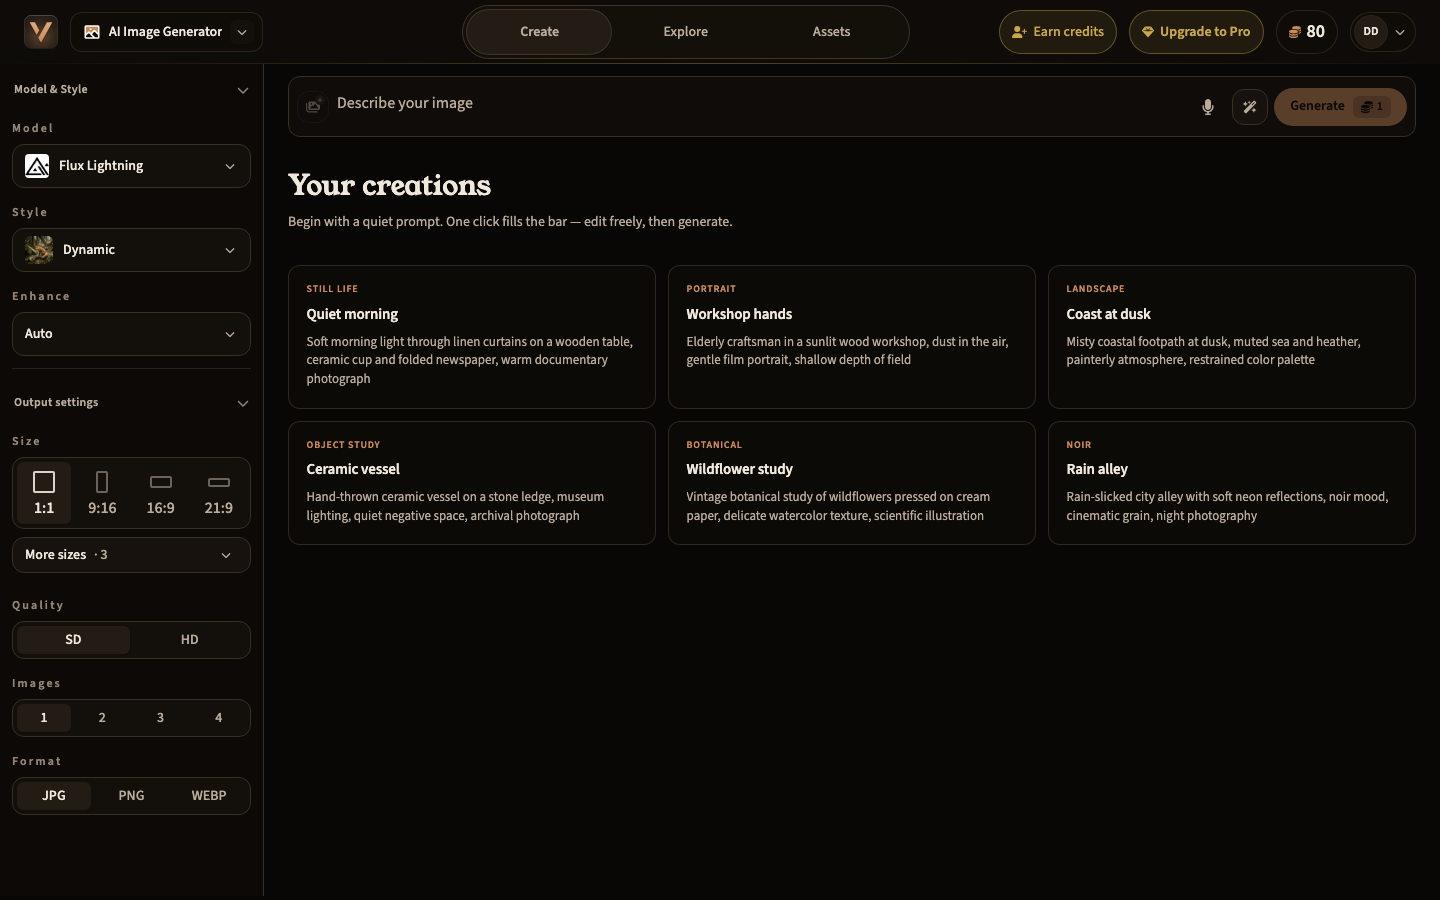 AI Image Generator
Create
Explore
Assets
Earn credits
Upgrade to Pro
80
DD
Model & Style
Model
Flux Lightning
Style
Dynamic
Enhance
Auto
Output settings
Size
1:1
9:16
16:9
21:9
More sizes · 3
Quality
SD
HD
Images
1
2
3
4
Format
JPG
PNG
WEBP
Describe your image
Generate
1
Your creations
Begin with a quiet prompt. One click fills the bar — edit freely, then generate.
STILL LIFE
Quiet morning
Soft morning light through linen curtains on a wooden table,
ceramic cup and folded newspaper, warm documentary
photograph
PORTRAIT
Workshop hands
Elderly craftsman in a sunlit wood workshop, dust in the air,
gentle film portrait, shallow depth of field
LANDSCAPE
Coast at dusk
Misty coastal footpath at dusk, muted sea and heather,
painterly atmosphere, restrained color palette
OBJECT STUDY
Ceramic vessel
Hand-thrown ceramic vessel on a stone ledge, museum
lighting, quiet negative space, archival photograph
BOTANICAL
Wildflower study
Vintage botanical study of wildflowers pressed on cream
paper, delicate watercolor texture, scientific illustration
NOIR
Rain alley
Rain-slicked city alley with soft neon reflections, noir mood,
cinematic grain, night photography